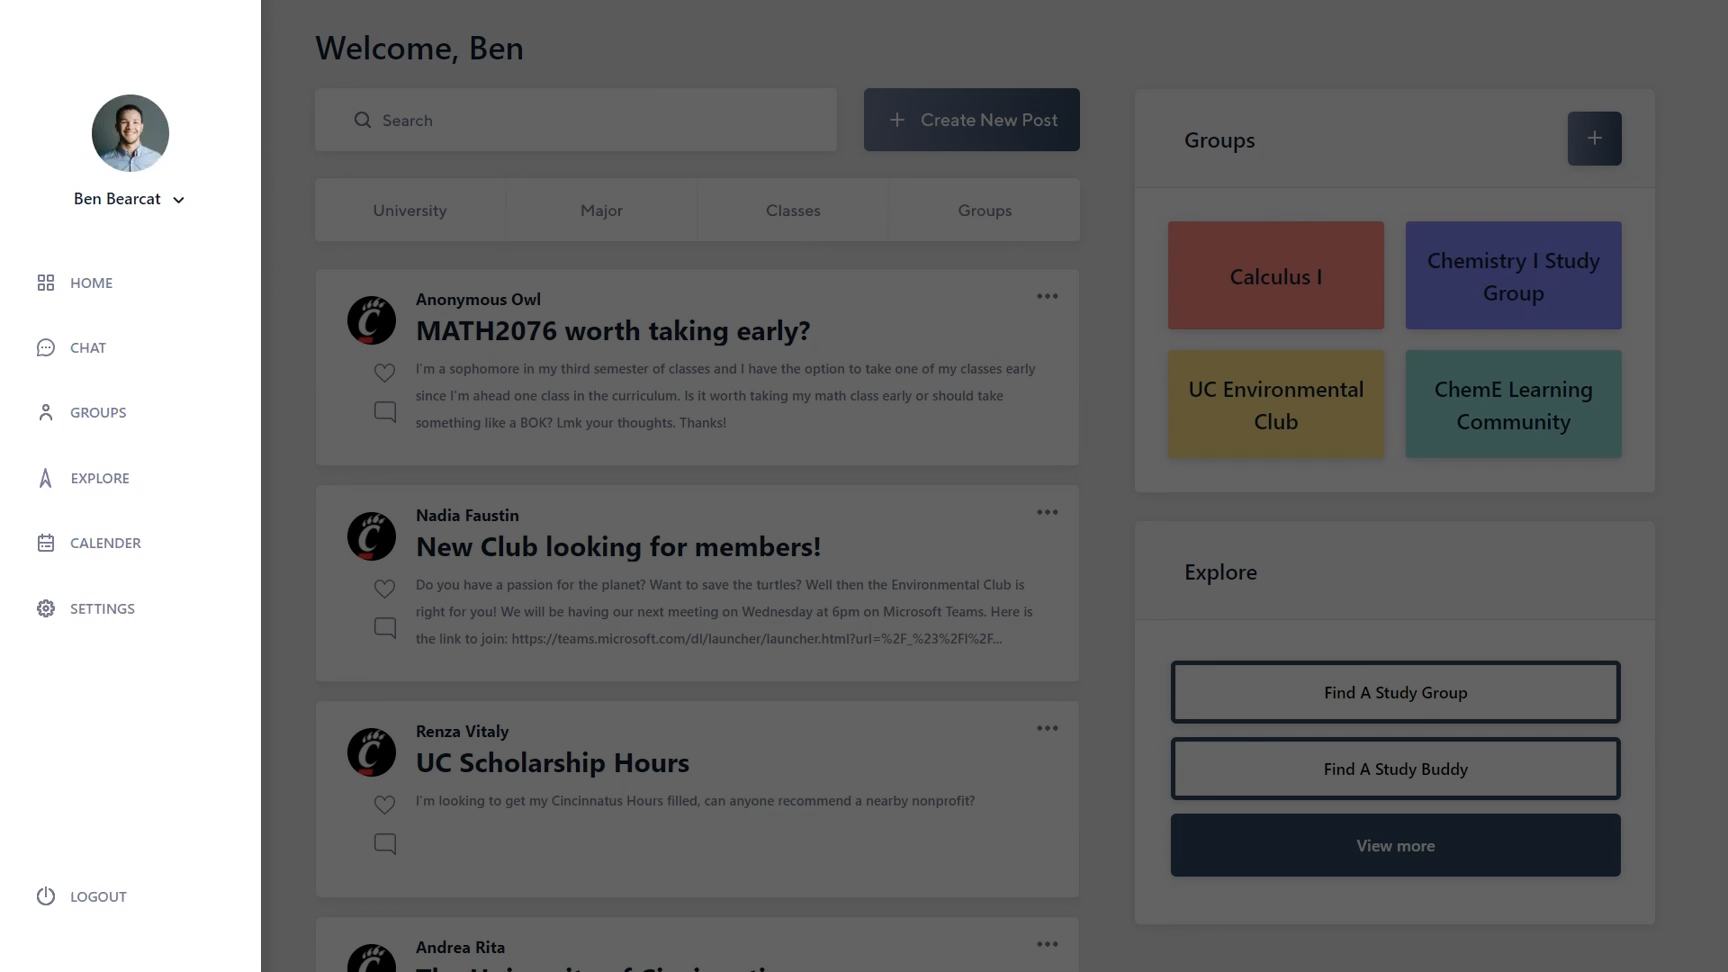 Ben Bearcat
HOME
CHAT
GROUPS
EXPLORE
CALENDER
SETTINGS
LOGOUT
Welcome, Ben
Search
Create New Post
University
Major
Classes
Groups
Anonymous Owl
MATH2076 worth taking early?
I'm a sophomore in my third semester of classes and I have the option to take one of my classes early
since I'm ahead one class in the curriculum. Is it worth taking my math class early or should take
something like a BOK? Lmk your thoughts. Thanks!
Nadia Faustin
New Club looking for members!
Do you have a passion for the planet? Want to save the turtles? Well then the Environmental Club is
right for you! We will be having our next meeting on Wednesday at 6pm on Microsoft Teams. Here is
the link to join: https://teams.microsoft.com/dl/launcher/launcher.html?url=%2F_%23%2Fl%2F...
Renza Vitaly
UC Scholarship Hours
I'm looking to get my Cincinnatus Hours filled, can anyone recommend a nearby nonprofit?
Andrea Rita
The University of Cincinnati
Groups
Calculus I
Chemistry I Study
Group
UC Environmental
Club
ChemE Learning
Community
Explore
Find A Study Group
Find A Study Buddy
View more